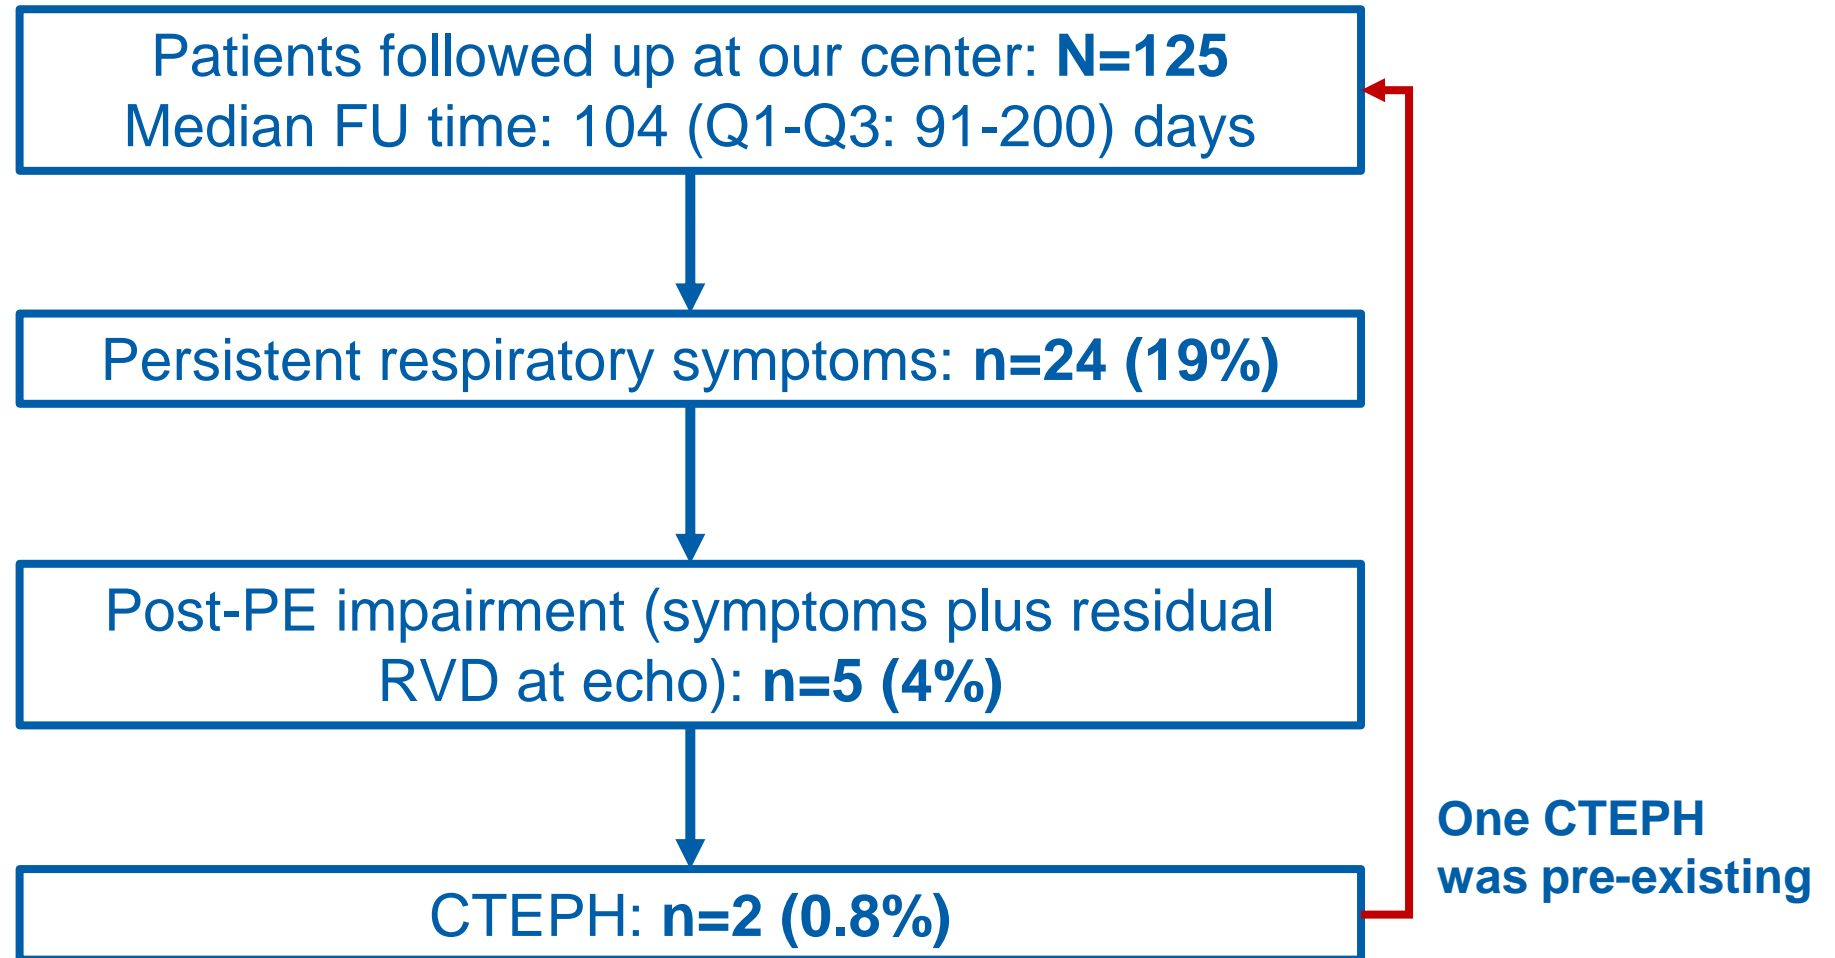 Patients followed up at our center: N=125
Median FU time: 104 (Q1-Q3: 91-200) days
Persistent respiratory symptoms: n=24 (19%)
Post-PE impairment (symptoms plus residual
RVD at echo): n=5 (4%)
One CTEPH
was pre-existing
CTEPH: n=2 (0.8%)